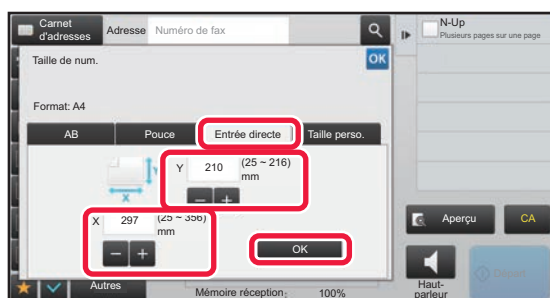 Carnet
d'adresses
Adresse
Numéro de fax
N-Up
Plusieurs pages sur une page
Taille de num.
OK
Format: A4
AB
Pouce
Entrée directe
Taille perso.
Y
Y 210 (25 ~ 216)
mm
X
X 297 (25 ~ 356)
mm
OK
Aperçu
CA
Départ
Autres
Mémoire réception: 100%
Haut-
parleur